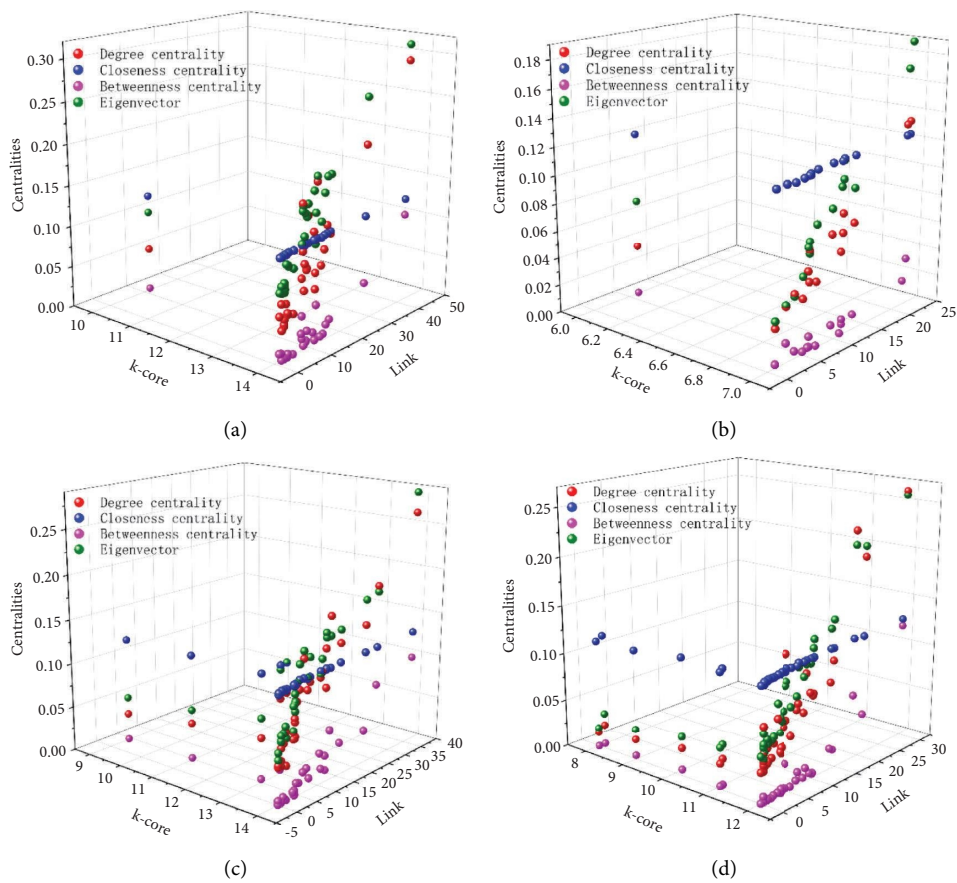 0.30
0.25
0.20
0.15
0.10
0.05
0.00
Centralities
Degree centrality
Closeness centrality
Betweenness centrality
Eigenvector
10
11
12
13
14
k-core
0
10
20
30
40
50
Link
(a)
0.18
0.16
0.14
0.12
0.10
0.08
0.06
0.04
0.02
0.00
Centralities
Degree centrality
Closeness centrality
Betweenness centrality
Eigenvector
6.0
6.2
6.4
6.6
6.8
7.0
k-core
0
5
10
15
20
25
Link
(b)
0.25
0.20
0.15
0.10
0.05
0.00
Centralities
Degree centrality
Closeness centrality
Betweenness centrality
Eigenvector
9
10
11
12
13
14
k-core
-5
0
5
10
15
20
25
30
35
40
Link
(c)
0.25
0.20
0.15
0.10
0.05
0.00
Centralities
Degree centrality
Closeness centrality
Betweenness centrality
Eigenvector
8
9
10
11
12
k-core
0
5
10
15
20
25
30
Link
(d)